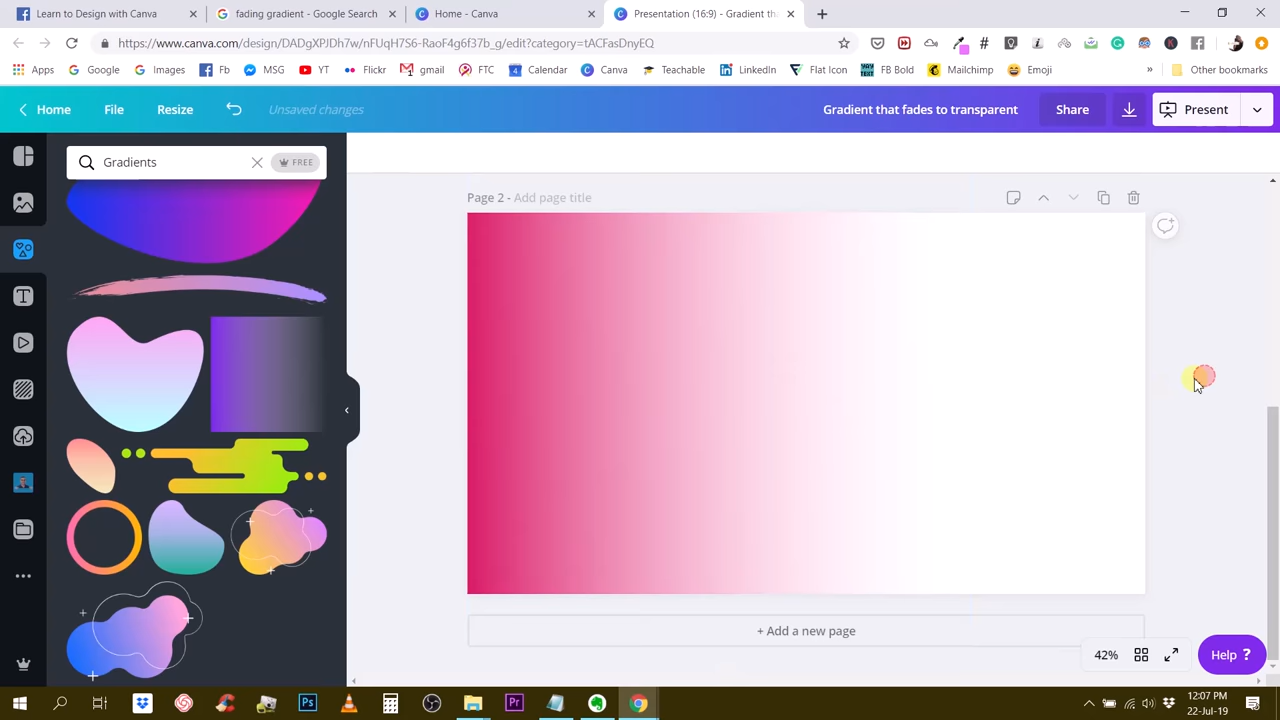 Learn to Design with Canva
fading gradient - Google Search
Home - Canva
Presentation (16:9) - Gradient tha
https://www.canva.com/design/DADgXPJDh7w/nFUrH7S6-RaoF4g6f37b_g/edit?category=tACFasDnyEQ
Apps
Google
Images
Fb
MSG
YT
Flickr
gmail
FTC
Calendar
Canva
Teachable
LinkedIn
Flat Icon
FB Bold
Mailchimp
Emoji
»
Other bookmarks
Home
File
Resize
Unsaved changes
Gradient that fades to transparent
Share
Present
Gradients
FREE
Page 2 - Add page title
+ Add a new page
42%
Help ?
12:07 PM
22-Jul-19